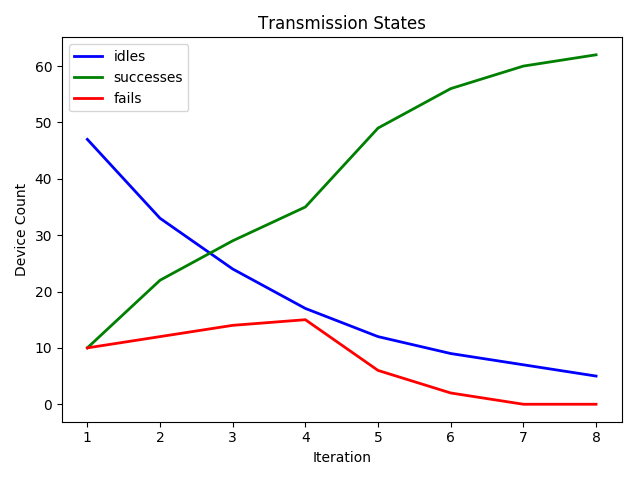 Transmission States
idles
successes
fails
60
50
40
30
20
10
0
Device Count
1 2 3 4 5 6 7 8
Iteration